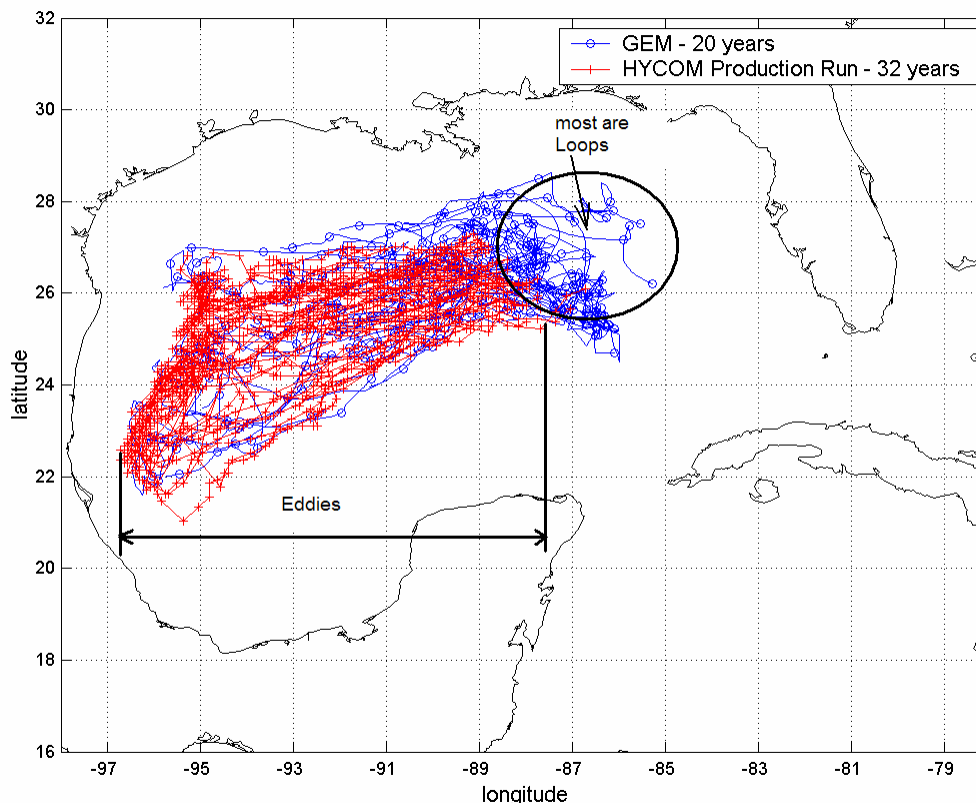 GEM - 20 years
HYCOM Production Run - 32 years
most are
Loops
Eddies
32
30
28
26
24
22
20
18
16
latitude
-97
-95
-93
-91
-89
-87
-85
-83
-81
-79
longitude